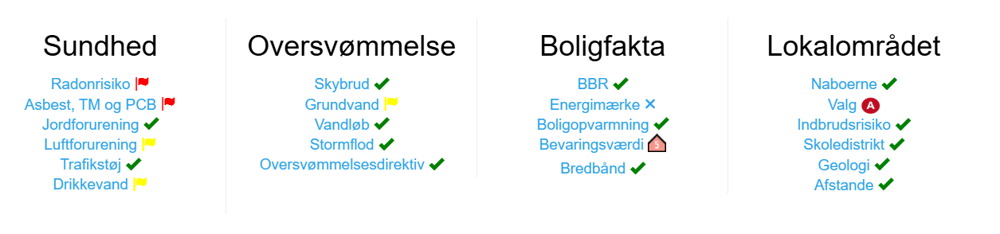 Sundhed
Radonrisiko
Asbest, TM og PCB
Jordforurening
Luftforurening
Trafikstøj
Drikkevand
Oversvømmelse
Skybrud
Grundvand
Vandløb
Stormflod
Oversvømmelsesdirektiv
Boligfakta
BBR
Energimærke
Boligopvarmning
Bevaringsværdi 5
Bredbånd
Lokalområdet
Naboerne
Valg A
Indbrudsrisiko
Skoledistrikt
Geologi
Afstande